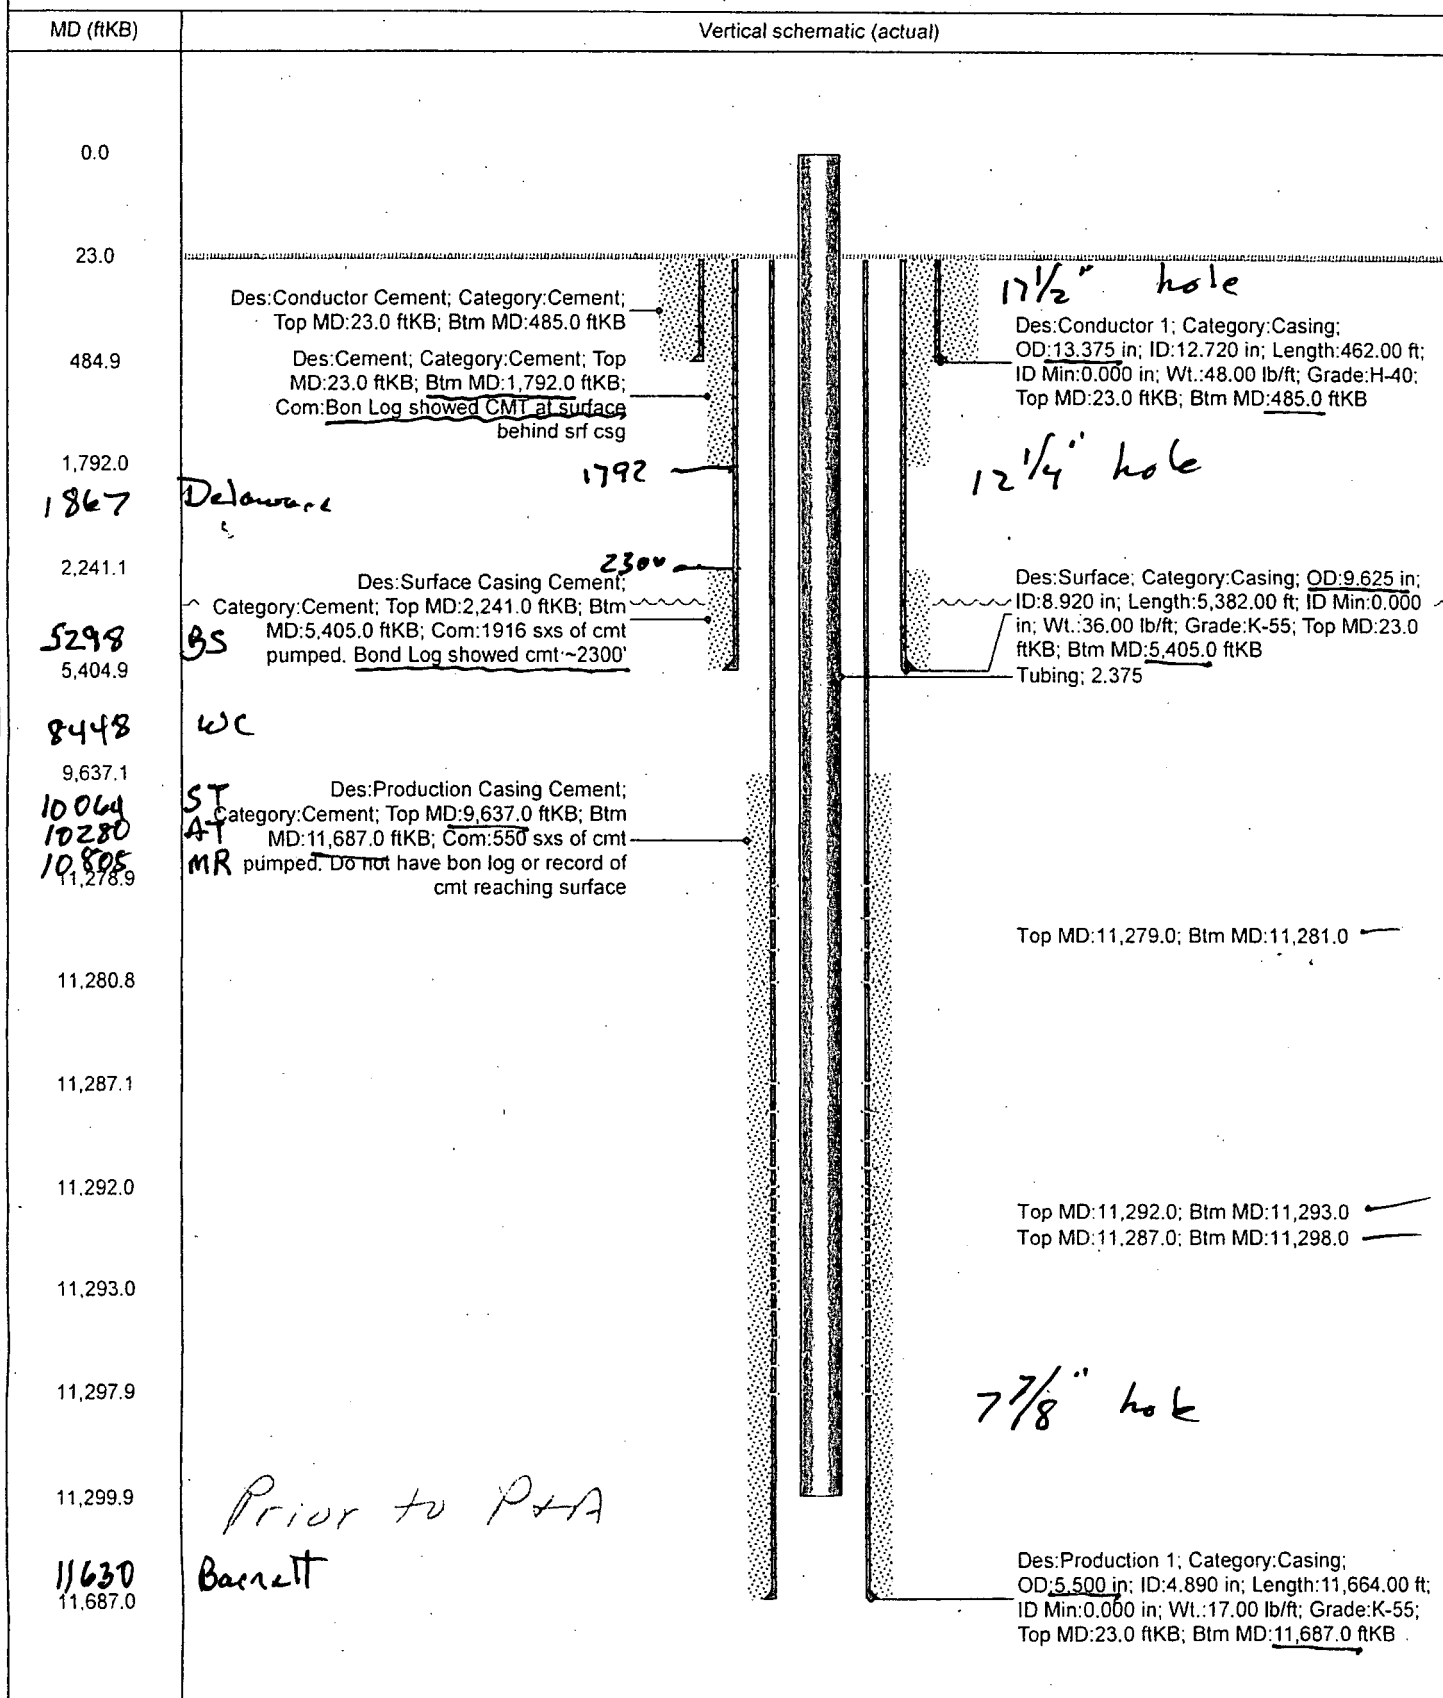 MD (ftKB)
Vertical schematic (actual)
0.0
23.0
Des:Conductor Cement; Category:Cement;
Top MD:23.0 ftKB; Btm MD:485.0 ftKB
17 1/2" hole
Des:Conductor 1; Category:Casing;
OD:13.375 in; ID:12.720 in; Length:462.00 ft;
ID Min:0.000 in; Wt.:48.00 lb/ft; Grade:H-40;
Top MD:23.0 ftKB; Btm MD:485.0 ftKB
484.9
Des:Cement; Category:Cement; Top
MD:23.0 ftKB; Btm MD:1,792.0 ftKB;
Com:Bon Log showed CMT at surface
behind srf csg
1,792.0
1792
12 1/4" hole
1867 Delaware
2,241.1
2300
Des:Surface Casing Cement;
Category:Cement; Top MD:2,241.0 ftKB; Btm
MD:5,405.0 ftKB; Com:1916 sxs of cmt
pumped. Bond Log showed cmt ~2300'
Des:Surface; Category:Casing; OD:9.625 in;
ID:8.920 in; Length:5,382.00 ft; ID Min:0.000
in; Wt.:36.00 lb/ft; Grade:K-55; Top MD:23.0
ftKB; Btm MD:5,405.0 ftKB
Tubing; 2.375
5298 BS
5,404.9
8448 WC
9,637.1
10064 ST
10280 AT
10805 MR
11,278.9
Des:Production Casing Cement;
Category:Cement; Top MD:9,637.0 ftKB; Btm
MD:11,687.0 ftKB; Com:550 sxs of cmt
pumped. Do not have bon log or record of
cmt reaching surface
Top MD:11,279.0; Btm MD:11,281.0
11,280.8
11,287.1
11,292.0
Top MD:11,292.0; Btm MD:11,293.0
Top MD:11,287.0; Btm MD:11,298.0
11,293.0
11,297.9
7 7/8" hole
11,299.9
Prior to P&A
11630 Barnett
11,687.0
Des:Production 1; Category:Casing;
OD:5.500 in; ID:4.890 in; Length:11,664.00 ft;
ID Min:0.000 in; Wt.:17.00 lb/ft; Grade:K-55;
Top MD:23.0 ftKB; Btm MD:11,687.0 ftKB